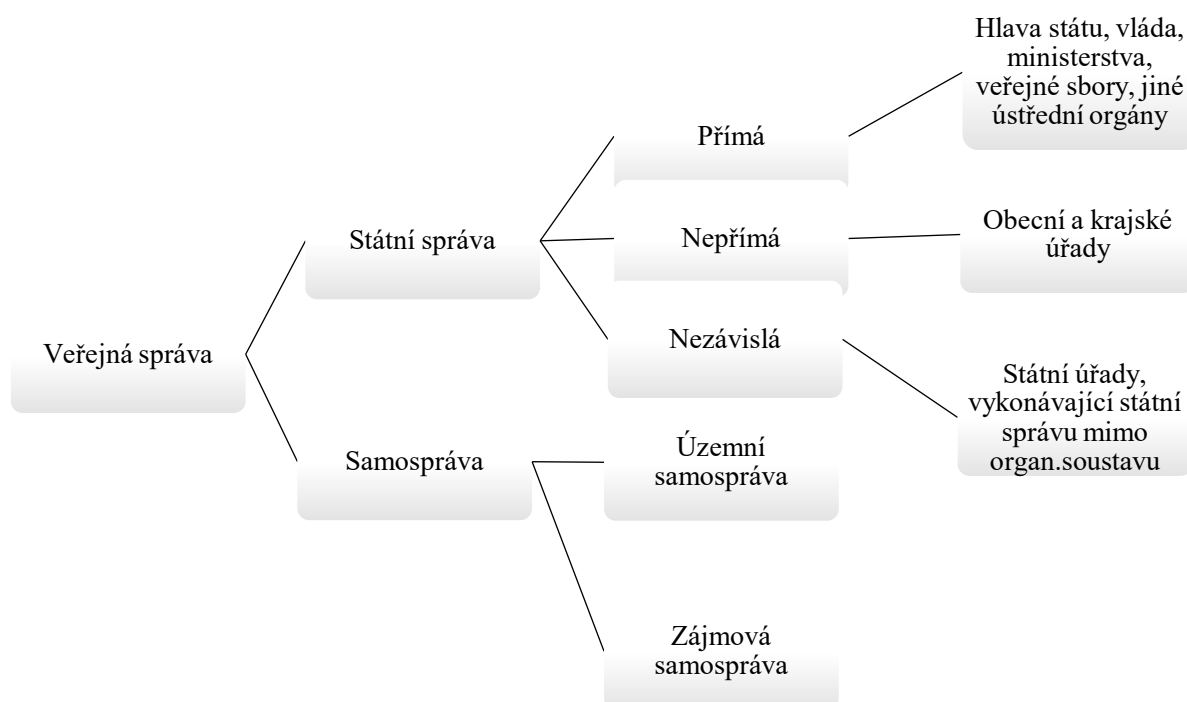 Hlava státu, vláda,
ministerstva,
veřejné sbory, jiné
ústřední orgány
Přímá
Státní správa
Nepřímá
Obecní a krajské
úřady
Nezávislá
Veřejná správa
Státní úřady,
vykonávající státní
správu mimo
organ.soustavu
Samospráva
Územní
samospráva
Zájmová
samospráva